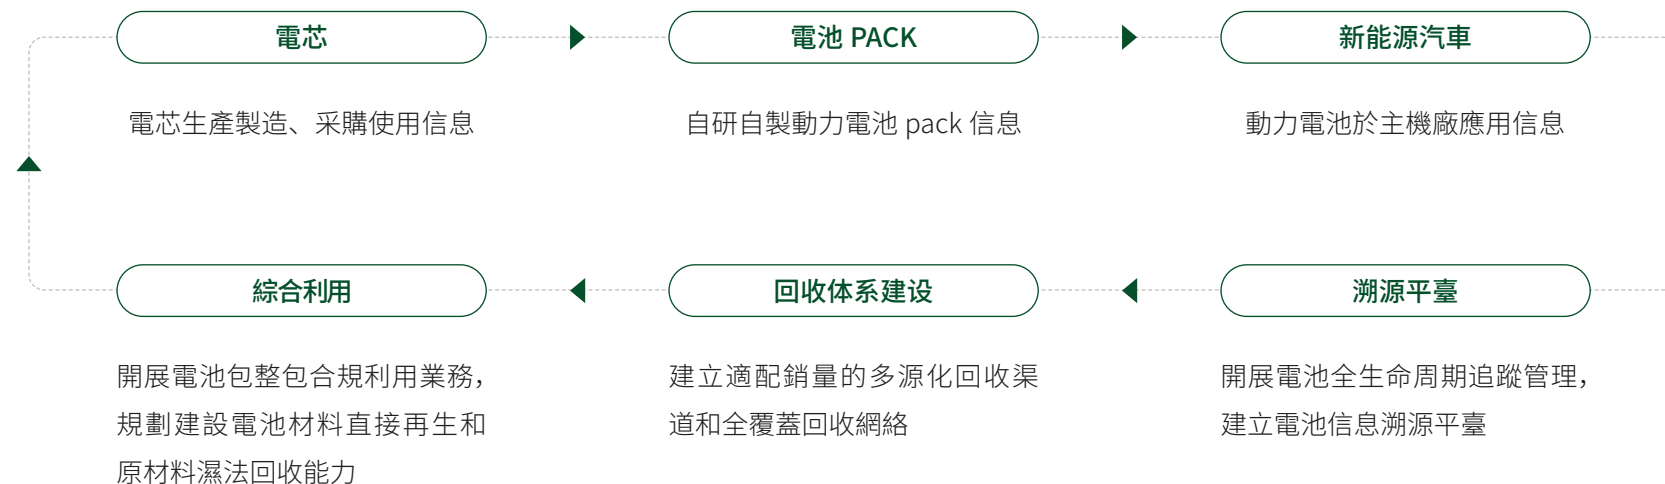 電芯
電池 PACK
新能源汽車
電芯生產製造、采購使用信息
自研自製動力電池 pack 信息
動力電池於主機廠應用信息
綜合利用
回收体系建设
溯源平臺
開展電池包整包合規利用業務，
規劃建設電池材料直接再生和
原材料濕法回收能力
建立適配銷量的多源化回收渠
道和全覆蓋回收網絡
開展電池全生命周期追蹤管理，
建立電池信息溯源平臺